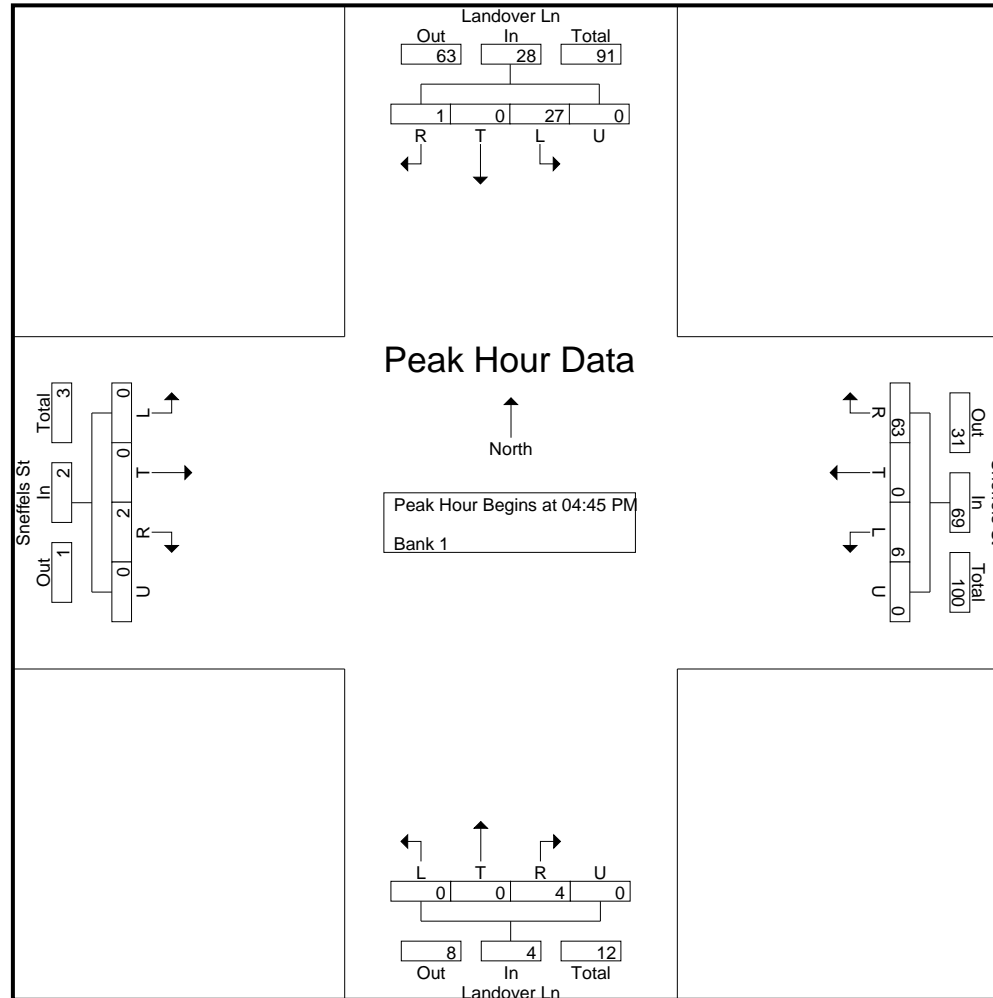 Landover Ln
Out In Total
63 28 91
1 0 27 0
R T L U
Peak Hour Data
North
Peak Hour Begins at 04:45 PM
Bank 1
Sneffels St
Total In Out
3 2 1
0 0 2 0
L T R U
Out In Total
31 69 100
63 0 6 0
R T L U
L T R U
0 0 4 0
8 4 12
Out In Total
Landover Ln